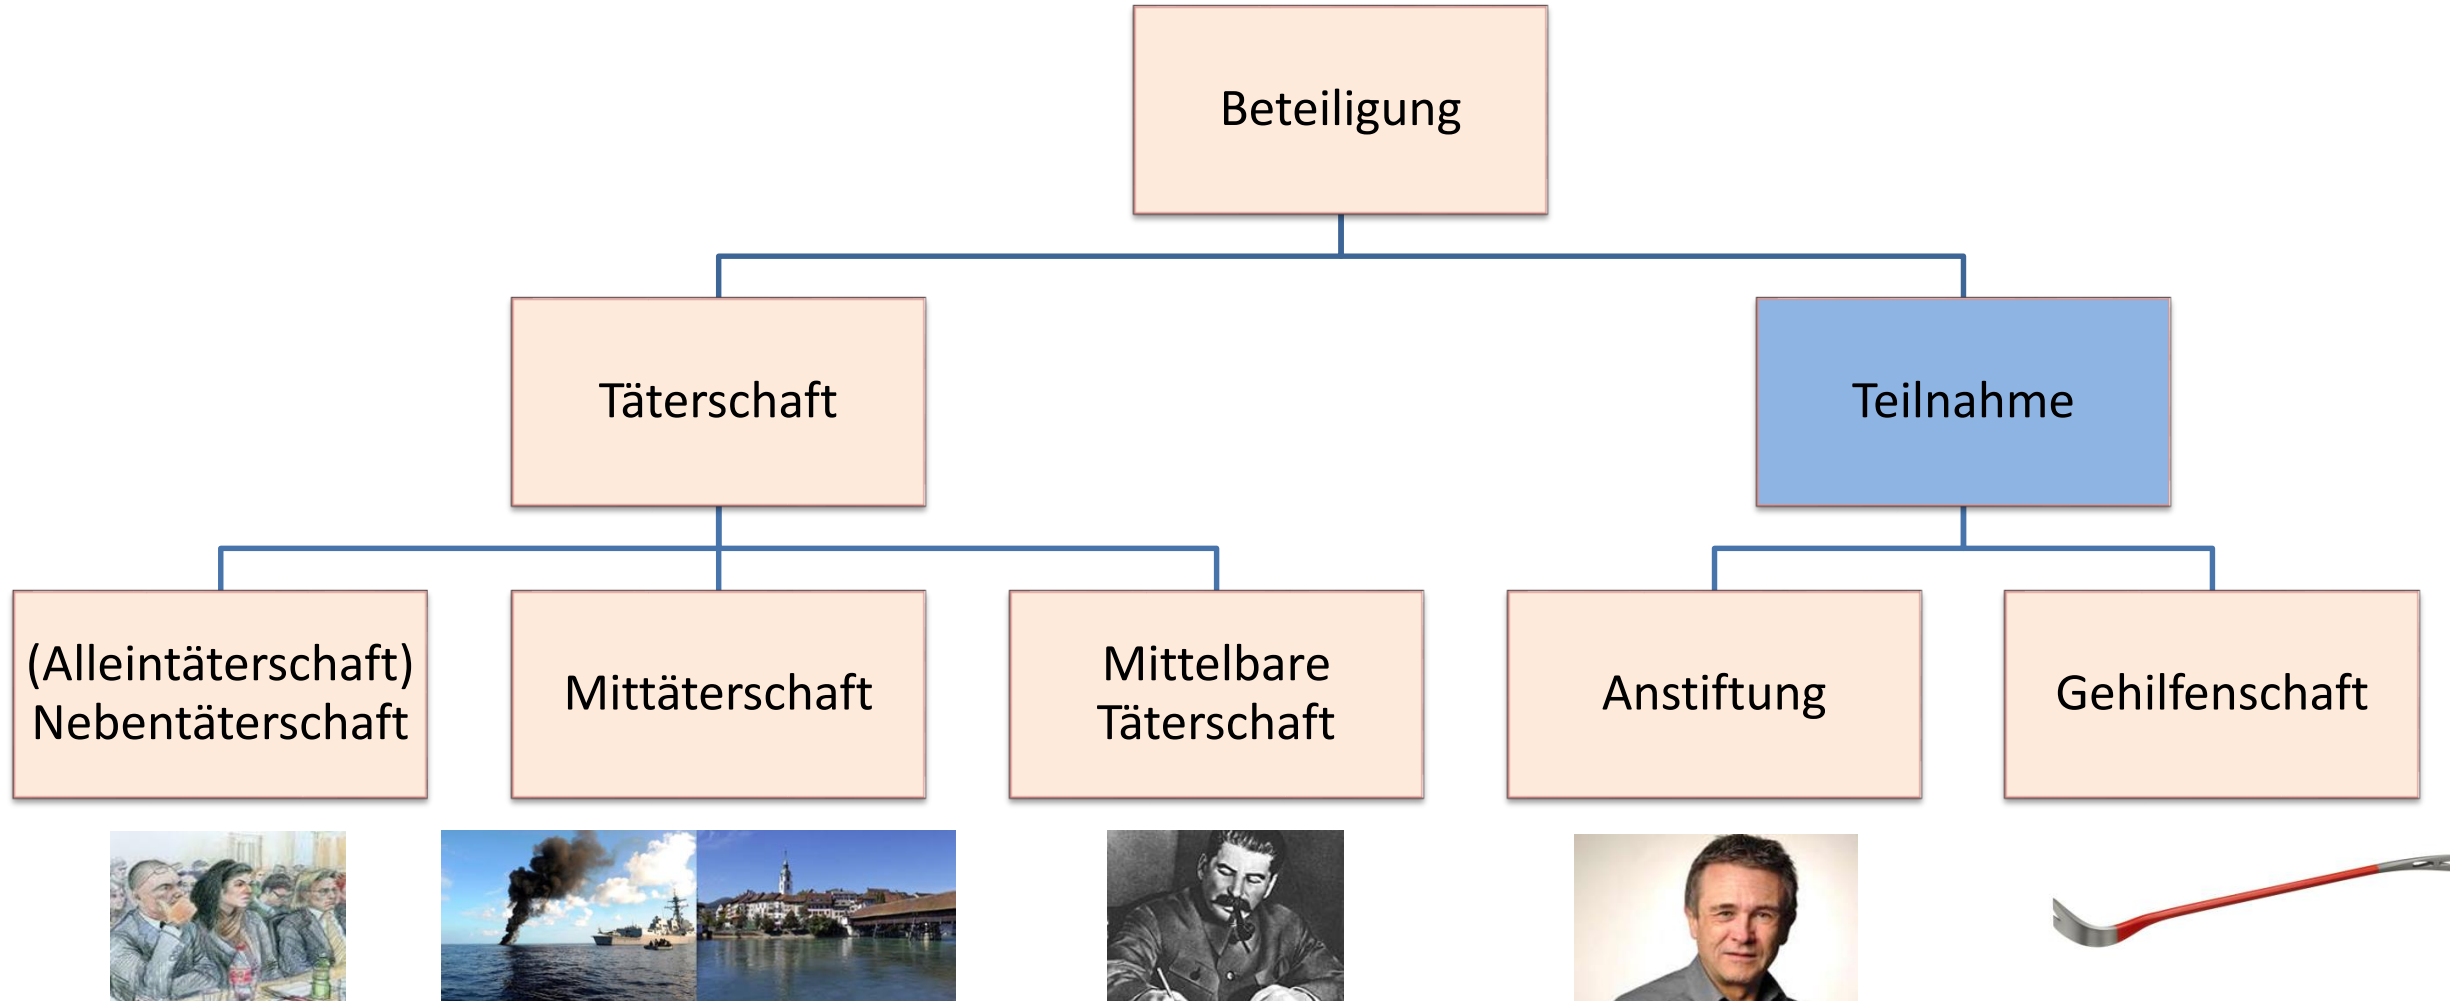 Beteiligung
Täterschaft
Teilnahme
(Alleintäterschaft)
Nebentäterschaft
Mittäterschaft
Mittelbare
Täterschaft
Anstiftung
Gehilfenschaft